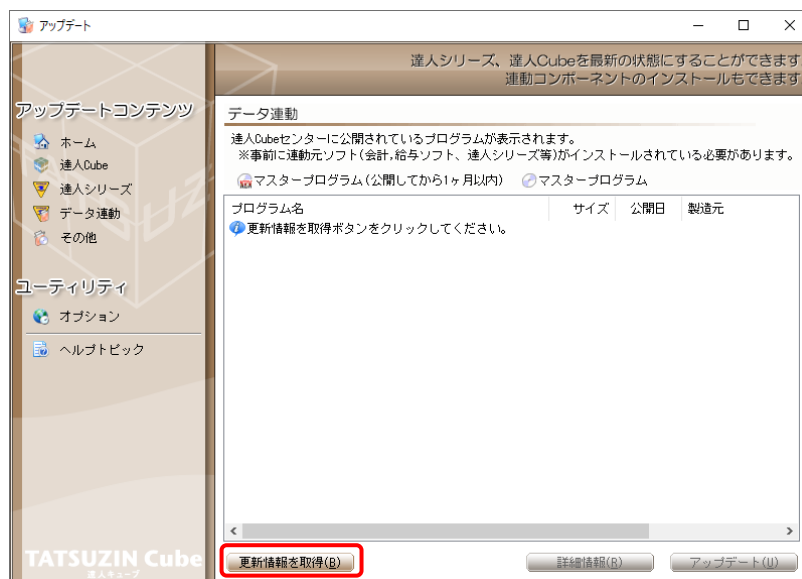 アップデート
達人シリーズ、達人Cubeを最新の状態にすることができます
連動コンポーネントのインストールもできます
アップデートコンテンツ
ホーム
達人Cube
達人シリーズ
データ連動
その他
ユーティリティ
オプション
ヘルプトピック
TATSUZIN Cube
達人キューブ
データ連動
達人Cubeセンターに公開されているプログラムが表示されます。
※事前に連動元ソフト(会計,給与ソフト、達人シリーズ等)がインストールされている必要があります。
マスタープログラム(公開してから1ヶ月以内) マスタープログラム
プログラム名 サイズ 公開日 製造元
更新情報を取得ボタンをクリックしてください。
更新情報を取得(B) 詳細情報(R) アップデート(U)